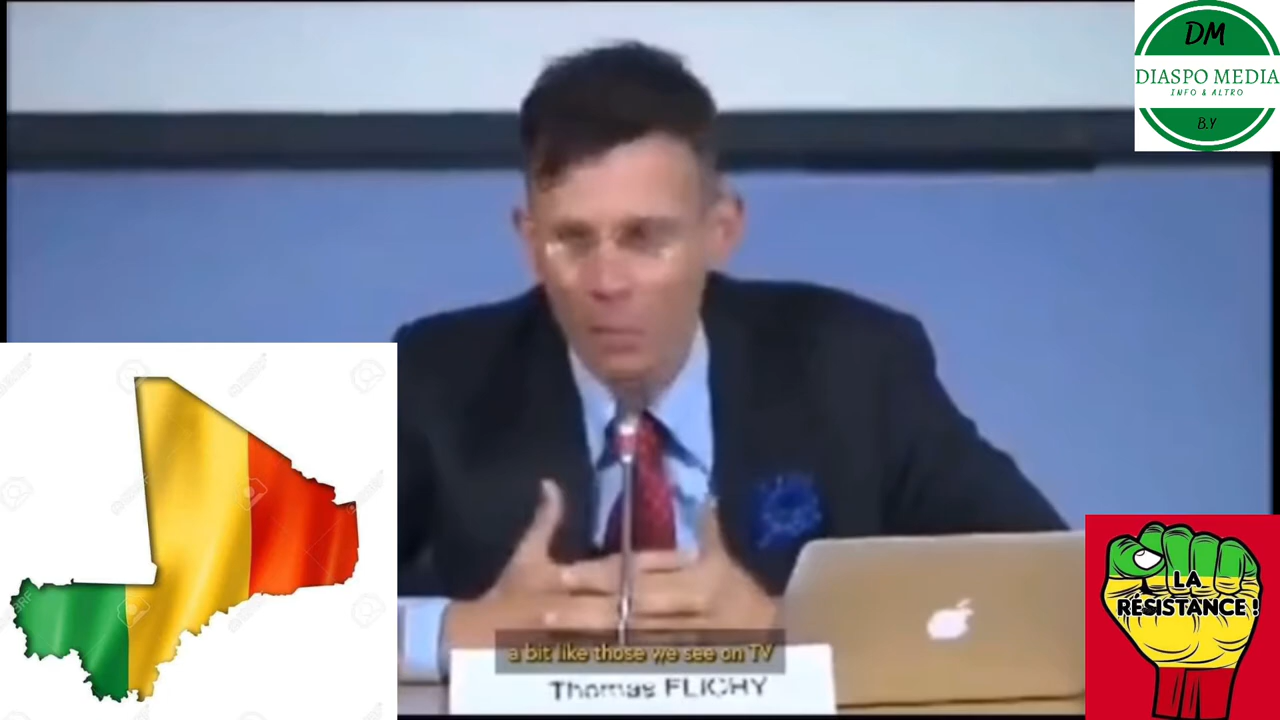 DM
DIASPO MEDIA
INFO & ALTRO
B.Y
LA
RÉSISTANCE !
a bit like those we see on TV
Thomas FLICHY